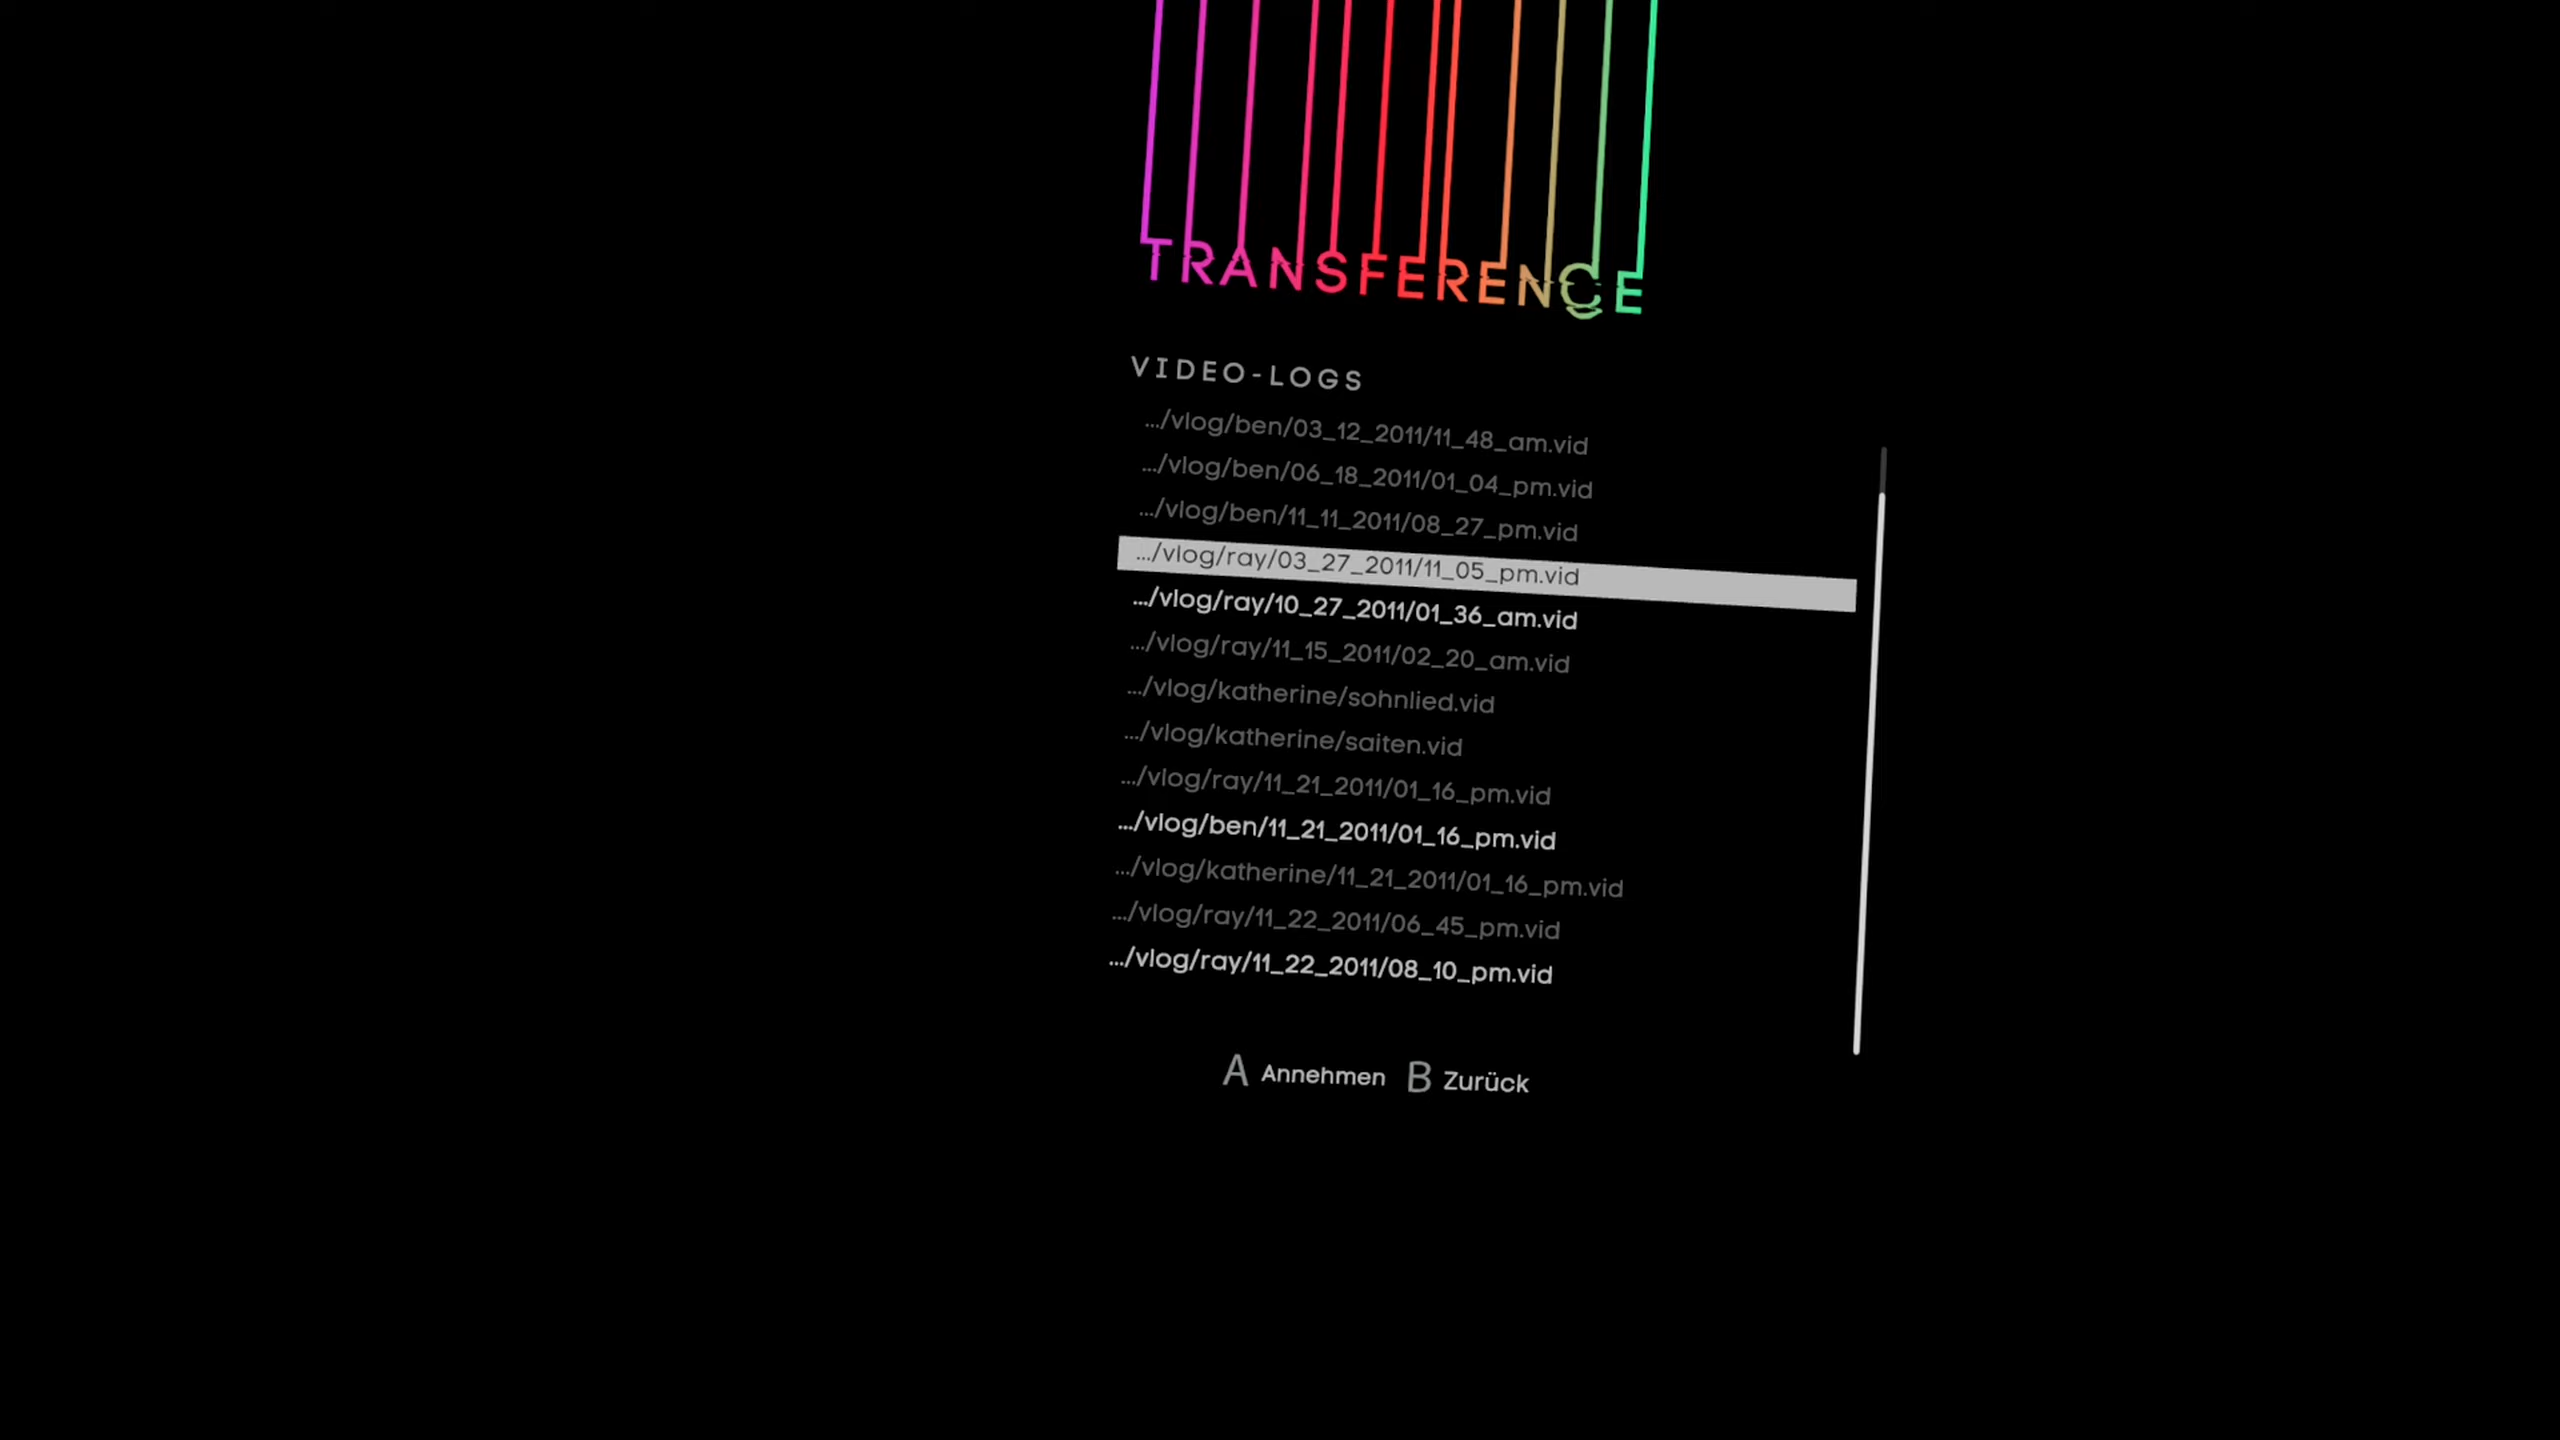 TRANSFERENCE
VIDEO-LOGS
.../vlog/ben/03_12_2011/11_48_am.vid
.../vlog/ben/06_18_2011/01_04_pm.vid
.../vlog/ben/11_11_2011/08_27_pm.vid
.../vlog/ray/03_27_2011/11_05_pm.vid
.../vlog/ray/10_27_2011/01_36_am.vid
.../vlog/ray/11_15_2011/02_20_am.vid
.../vlog/katherine/sohnlied.vid
.../vlog/katherine/saiten.vid
.../vlog/ray/11_21_2011/01_16_pm.vid
.../vlog/ben/11_21_2011/01_16_pm.vid
.../vlog/katherine/11_21_2011/01_16_pm.vid
.../vlog/ray/11_22_2011/06_45_pm.vid
.../vlog/ray/11_22_2011/08_10_pm.vid
A Annehmen B Zurück